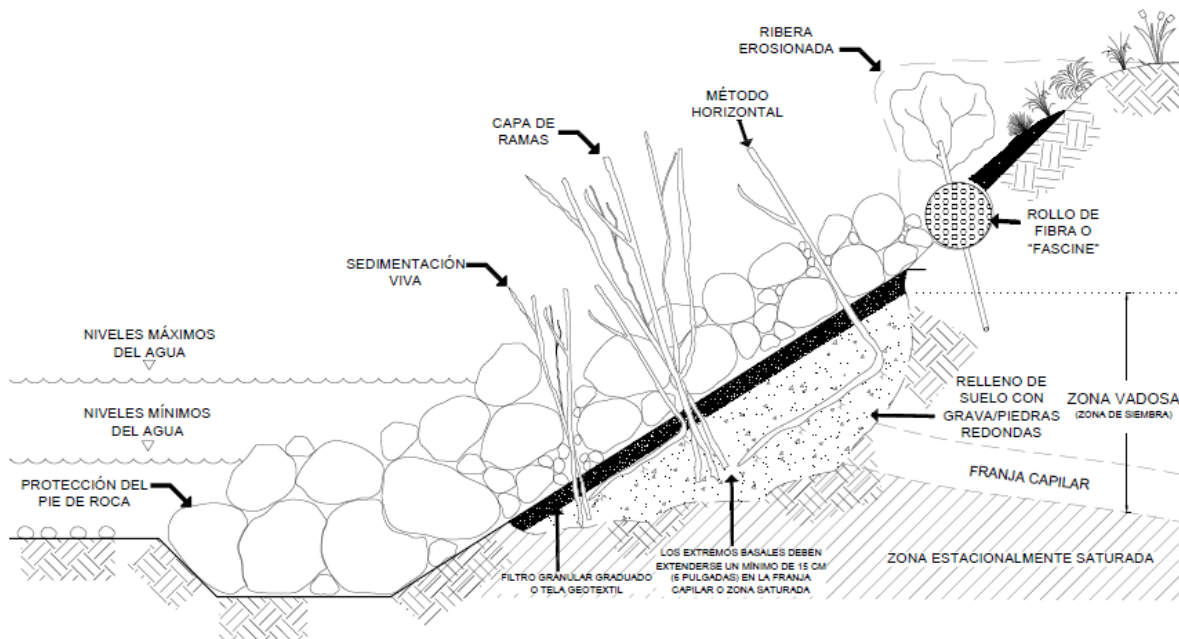 RIBERA
EROSIONADA
MÉTODO
HORIZONTAL
CAPA DE
RAMAS
ROLLO DE
FIBRA O
"FASCINE"
SEDIMENTACIÓN
VIVA
NIVELES MÁXIMOS
DEL AGUA
NIVELES MÍNIMOS
DEL AGUA
RELLENO DE
SUELO CON
GRAVA/PIEDRAS
REDONDAS
ZONA VADOSA
(ZONA DE SIEMBRA)
PROTECCIÓN DEL
PIE DE ROCA
FRANJA CAPILAR
ZONA ESTACIONALMENTE SATURADA
FILTRO GRANULAR GRADUADO
O TELA GEOTEXTIL
LOS EXTREMOS BASALES DEBEN
EXTENDERSE UN MÍNIMO DE 15 CM
(6 PULGADAS) EN LA FRANJA
CAPILAR O ZONA SATURADA